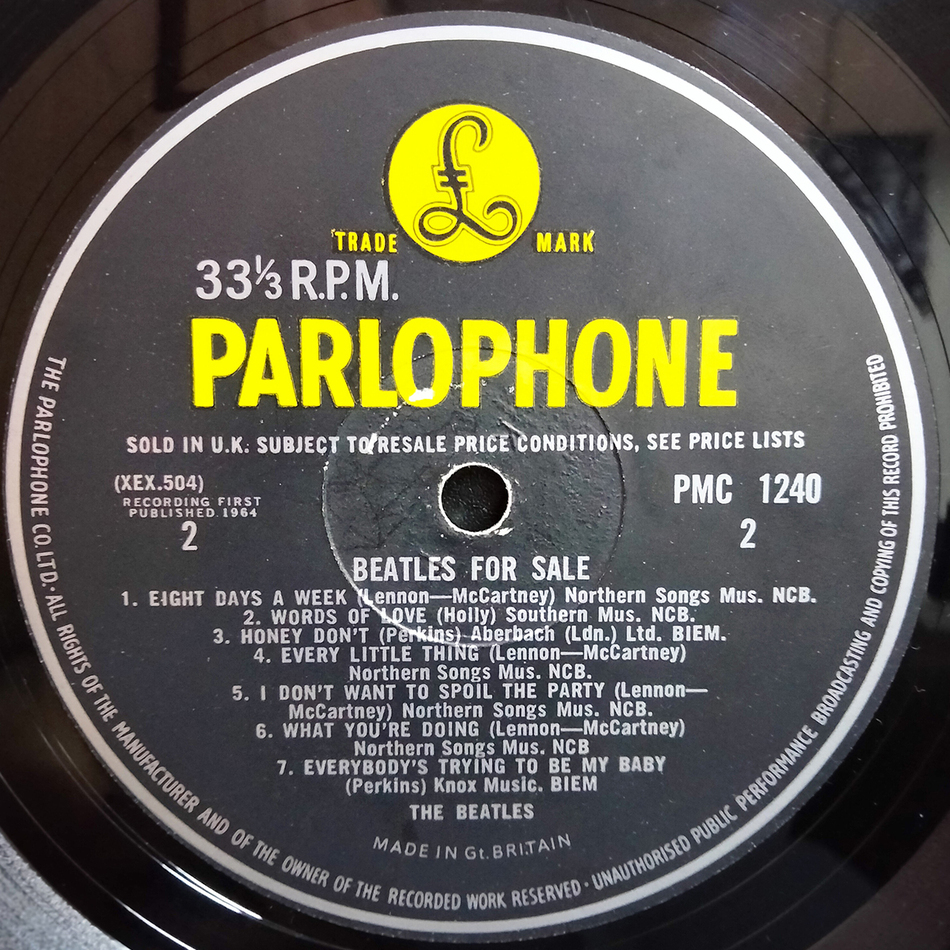 £
TRADE MARK
33⅓ R.P.M.
PARLOPHONE
SOLD IN U.K. SUBJECT TO RESALE PRICE CONDITIONS, SEE PRICE LISTS
(XEX.504)
RECORDING FIRST
PUBLISHED 1964
2
PMC 1240
2
BEATLES FOR SALE
1. EIGHT DAYS A WEEK (Lennon—McCartney) Northern Songs Mus. NCB.
2. WORDS OF LOVE (Holly) Southern Mus. NCB.
3. HONEY DON'T (Perkins) Aberbach (Ldn.) Ltd. BIEM.
4. EVERY LITTLE THING (Lennon—McCartney)
Northern Songs Mus. NCB.
5. I DON'T WANT TO SPOIL THE PARTY (Lennon—
McCartney) Northern Songs Mus. NCB.
6. WHAT YOU'RE DOING (Lennon—McCartney)
Northern Songs Mus. NCB
7. EVERYBODY'S TRYING TO BE MY BABY
(Perkins) Knox Music. BIEM
THE BEATLES
MADE IN Gt. BRITAIN
THE PARLOPHONE CO. LTD. · ALL RIGHTS OF THE MANUFACTURER AND OF THE OWNER OF THE RECORDED WORK RESERVED · UNAUTHORISED PUBLIC PERFORMANCE BROADCASTING AND COPYING OF THIS RECORD PROHIBITED